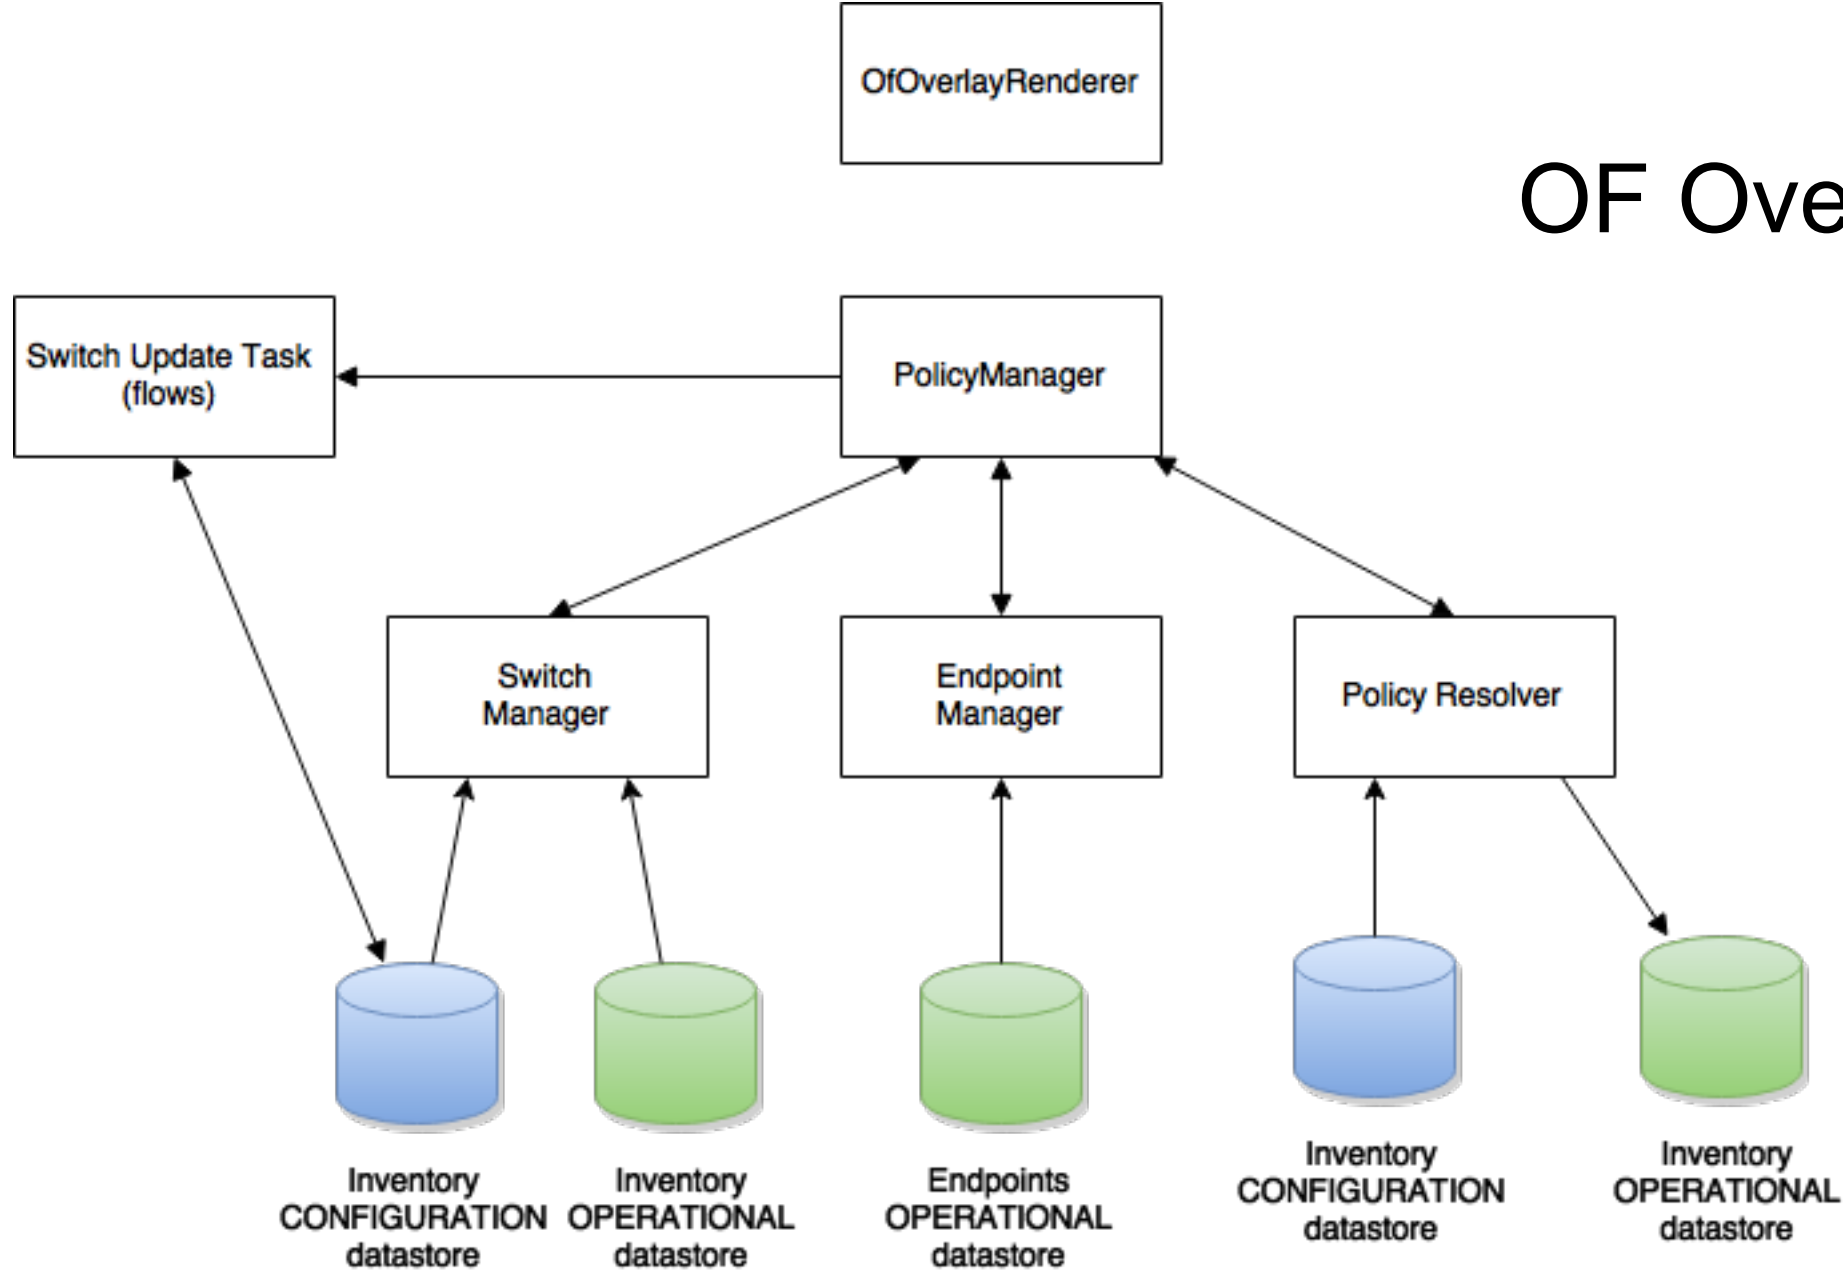 OfOverlayRenderer
OF Ove
Switch Update Task
(flows)
PolicyManager
Switch
Manager
Endpoint
Manager
Policy Resolver
Inventory
CONFIGURATION
datastore
Inventory
OPERATIONAL
datastore
Endpoints
OPERATIONAL
datastore
Inventory
CONFIGURATION
datastore
Inventory
OPERATIONAL
datastore